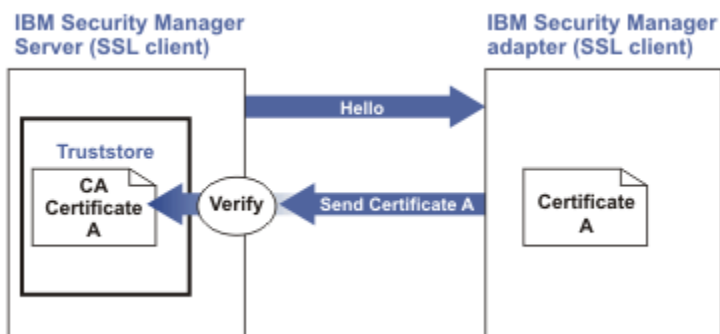 IBM Security Manager
Server (SSL client)
IBM Security Manager
adapter (SSL client)
Hello
Truststore
CA
Certificate
A
Verify
Send Certificate A
Certificate
A